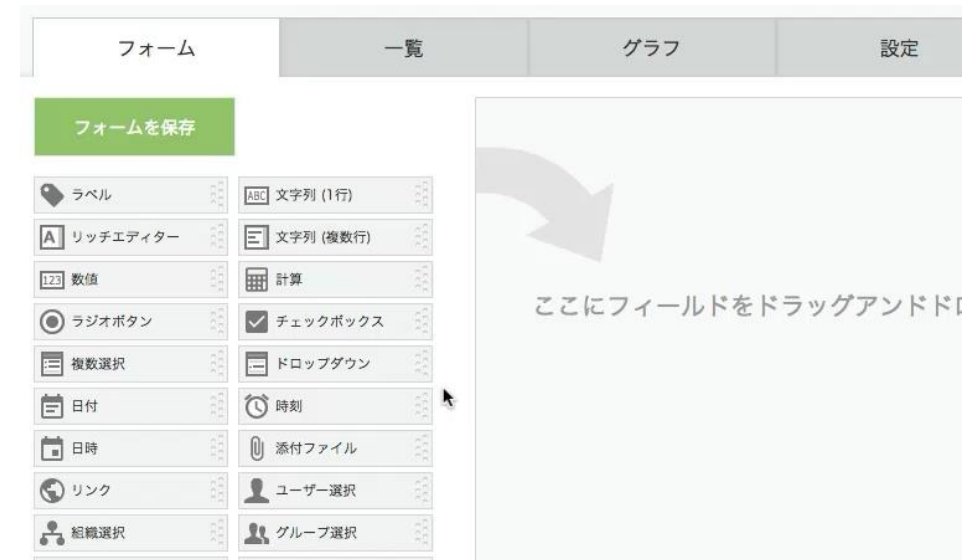 フォーム
一覧
グラフ
設定
フォームを保存
ラベル
ABC 文字列 (1行)
A リッチエディター
文字列 (複数行)
123 数値
計算
ラジオボタン
チェックボックス
複数選択
ドロップダウン
日付
時刻
日時
添付ファイル
リンク
ユーザー選択
組織選択
グループ選択
ここにフィールドをドラッグアンドド